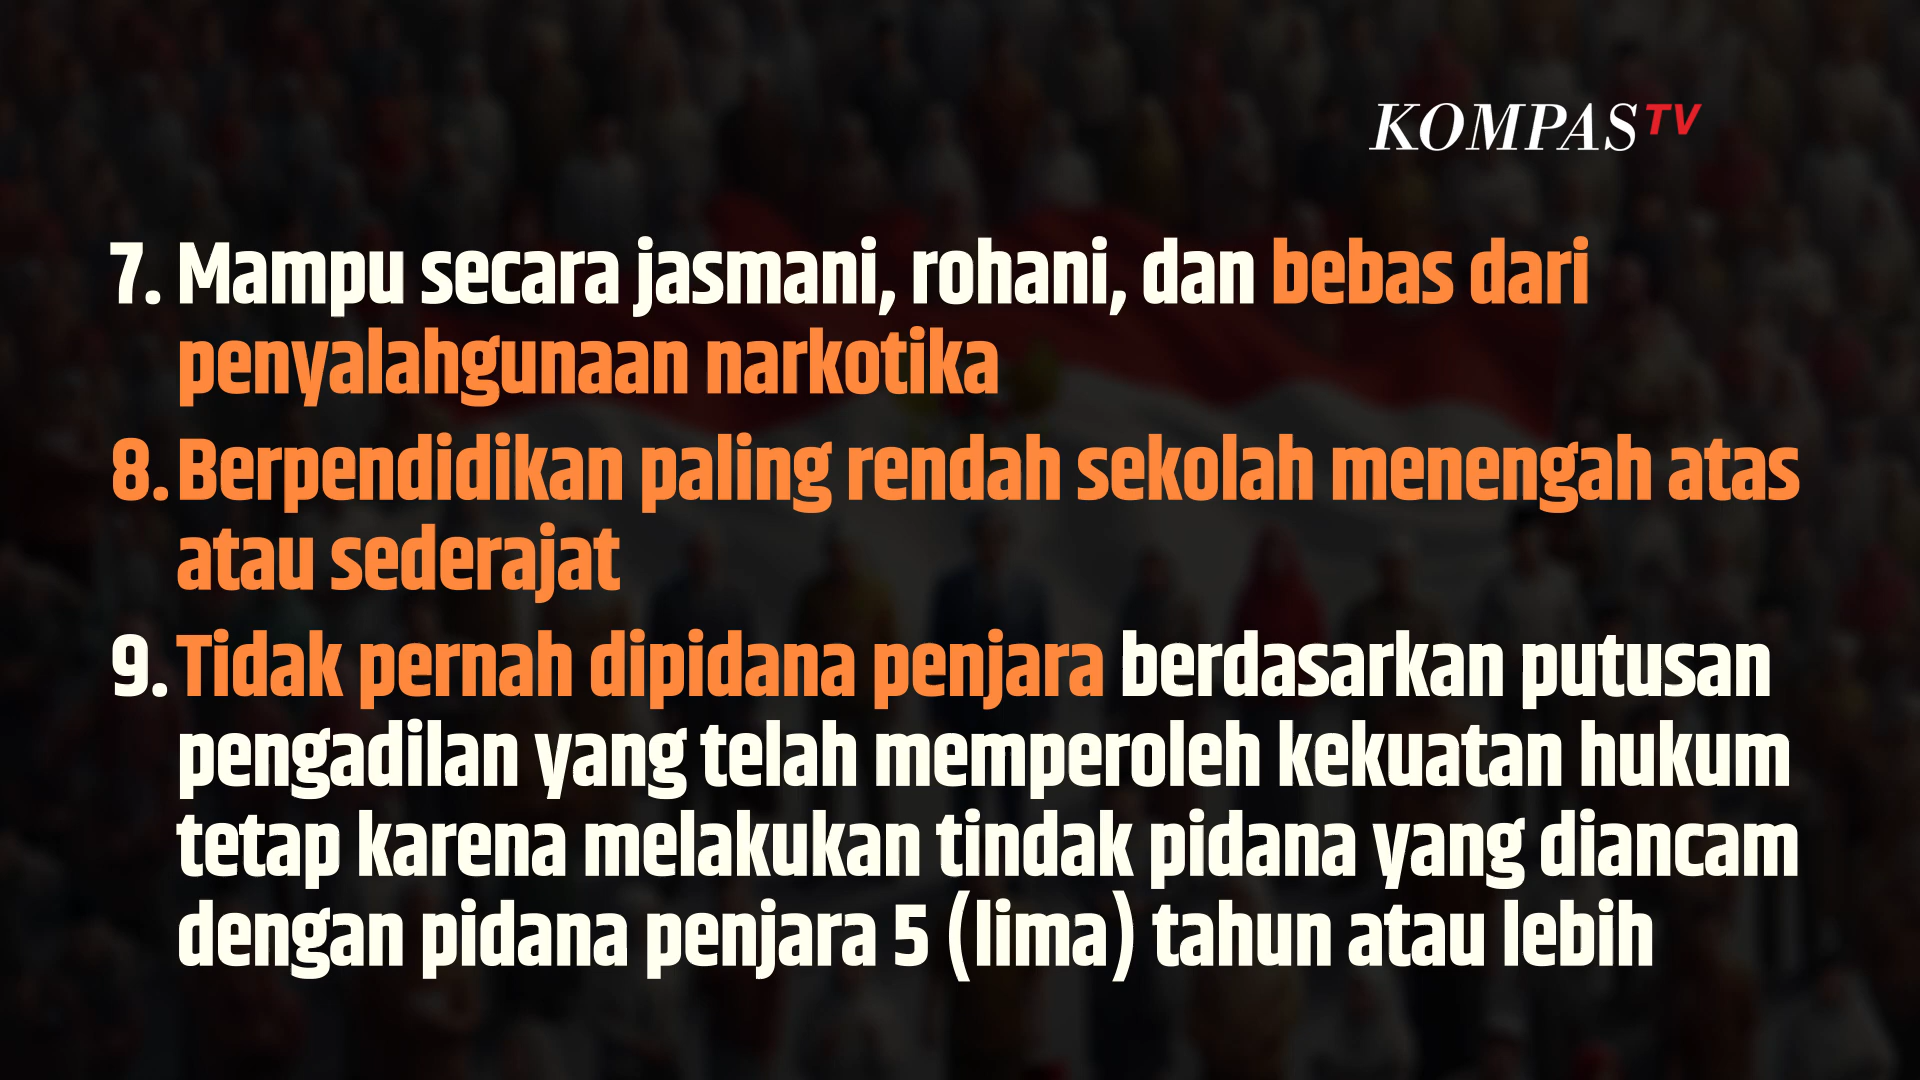 KOMPAS TV
7. Mampu secara jasmani, rohani, dan bebas dari
penyalahgunaan narkotika
8. Berpendidikan paling rendah sekolah menengah atas
atau sederajat
9. Tidak pernah dipidana penjara berdasarkan putusan
pengadilan yang telah memperoleh kekuatan hukum
tetap karena melakukan tindak pidana yang diancam
dengan pidana penjara 5 (lima) tahun atau lebih